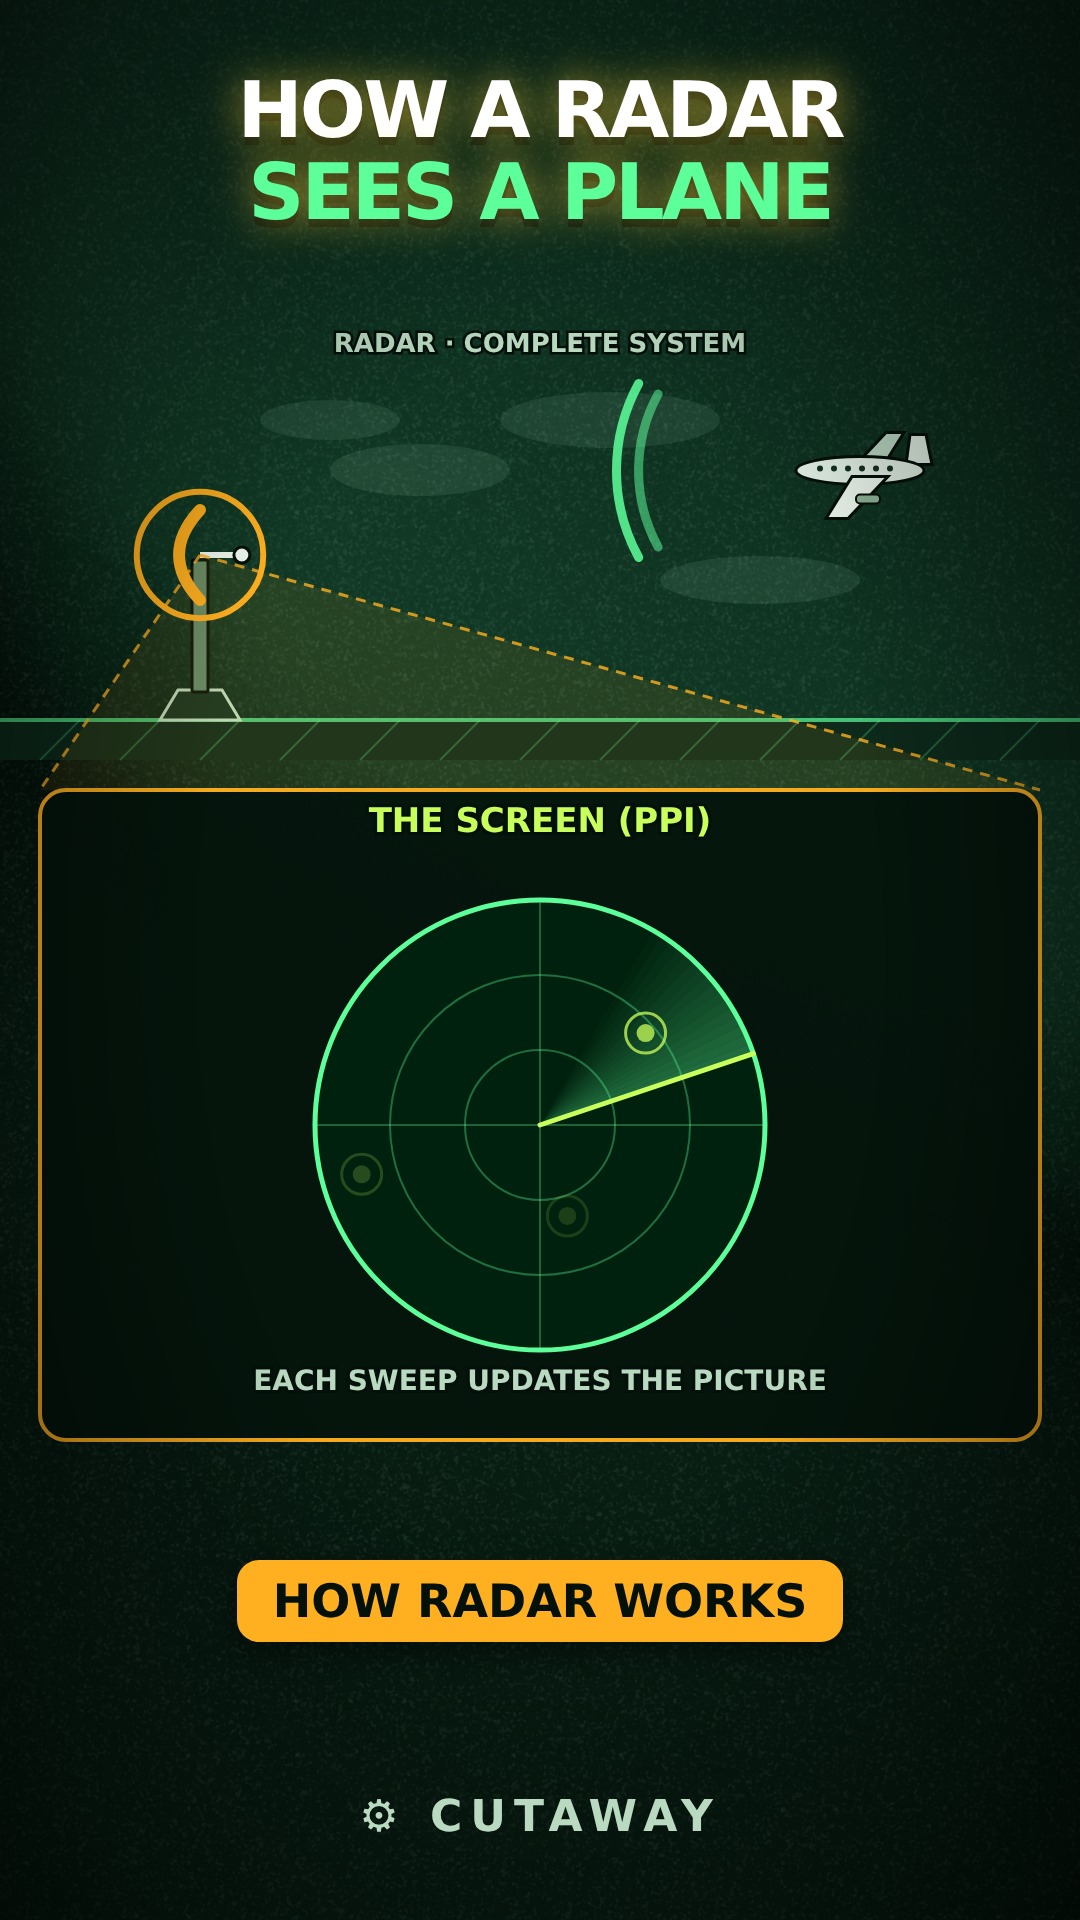 HOW A RADAR
SEES A PLANE
RADAR · COMPLETE SYSTEM
THE SCREEN (PPI)
EACH SWEEP UPDATES THE PICTURE
HOW RADAR WORKS
⚙ CUTAWAY